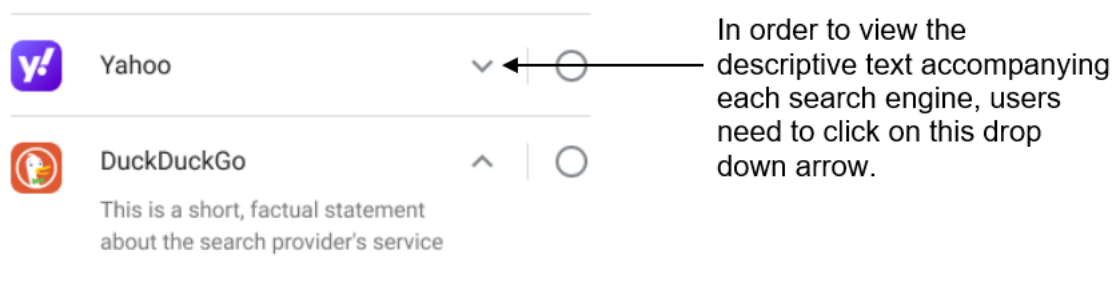 Yahoo
In order to view the
descriptive text accompanying
each search engine, users
need to click on this drop
down arrow.
DuckDuckGo
This is a short, factual statement
about the search provider's service